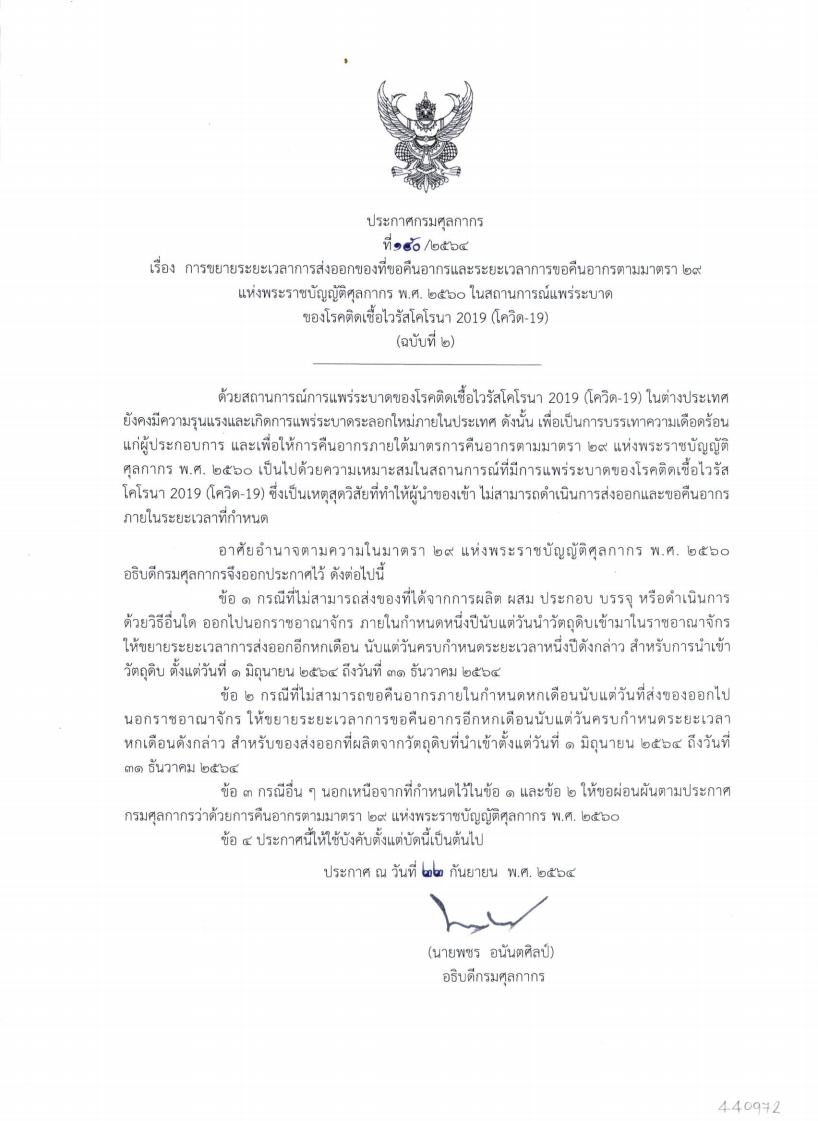 ประกาศกรมศุลกากร
ที่ ๑๕๐ /๒๕๖๔
เรื่อง การขยายระยะเวลาการส่งออกของที่ขอคืนอากรและระยะเวลาการขอคืนอากรตามมาตรา ๒๙
แห่งพระราชบัญญัติศุลกากร พ.ศ. ๒๕๖๐ ในสถานการณ์แพร่ระบาด
ของโรคติดเชื้อไวรัสโคโรนา 2019 (โควิด-19)
(ฉบับที่ ๒)
ด้วยสถานการณ์การแพร่ระบาดของโรคติดเชื้อไวรัสโคโรนา 2019 (โควิด-19) ในต่างประเทศ
ยังคงมีความรุนแรงและเกิดการแพร่ระบาดระลอกใหม่ภายในประเทศ ดังนั้น เพื่อเป็นการบรรเทาความเดือดร้อน
แก่ผู้ประกอบการ และเพื่อให้การคืนอากรภายใต้มาตรการคืนอากรตามมาตรา ๒๙ แห่งพระราชบัญญัติ
ศุลกากร พ.ศ. ๒๕๖๐ เป็นไปด้วยความเหมาะสมในสถานการณ์ที่มีการแพร่ระบาดของโรคติดเชื้อไวรัส
โคโรนา 2019 (โควิด-19) ซึ่งเป็นเหตุสุดวิสัยที่ทำให้ผู้นำของเข้า ไม่สามารถดำเนินการส่งออกและขอคืนอากร
ภายในระยะเวลาที่กำหนด
อาศัยอำนาจตามความในมาตรา ๒๙ แห่งพระราชบัญญัติศุลกากร พ.ศ. ๒๕๖๐
อธิบดีกรมศุลกากรจึงออกประกาศไว้ ดังต่อไปนี้
ข้อ ๑ กรณีที่ไม่สามารถส่งของที่ได้จากการผลิต ผสม ประกอบ บรรจุ หรือดำเนินการ
ด้วยวิธีอื่นใด ออกไปนอกราชอาณาจักร ภายในกำหนดหนึ่งปีนับแต่วันนำวัตถุดิบเข้ามาในราชอาณาจักร
ให้ขยายระยะเวลาการส่งออกอีกหกเดือน นับแต่วันครบกำหนดระยะเวลาหนึ่งปีดังกล่าว สำหรับการนำเข้า
วัตถุดิบ ตั้งแต่วันที่ ๑ มิถุนายน ๒๕๖๔ ถึงวันที่ ๓๑ ธันวาคม ๒๕๖๔
ข้อ ๒ กรณีที่ไม่สามารถขอคืนอากรภายในกำหนดหกเดือนนับแต่วันที่ส่งของออกไป
นอกราชอาณาจักร ให้ขยายระยะเวลาการขอคืนอากรอีกหกเดือนนับแต่วันครบกำหนดระยะเวลา
หกเดือนดังกล่าว สำหรับของส่งออกที่ผลิตจากวัตถุดิบที่นำเข้าตั้งแต่วันที่ ๑ มิถุนายน ๒๕๖๔ ถึงวันที่
๓๑ ธันวาคม ๒๕๖๔
ข้อ ๓ กรณีอื่น ๆ นอกเหนือจากที่กำหนดไว้ในข้อ ๑ และข้อ ๒ ให้ขอผ่อนผันตามประกาศ
กรมศุลกากรว่าด้วยการคืนอากรตามมาตรา ๒๙ แห่งพระราชบัญญัติศุลกากร พ.ศ. ๒๕๖๐
ข้อ ๔ ประกาศนี้ให้ใช้บังคับตั้งแต่บัดนี้เป็นต้นไป
ประกาศ ณ วันที่ ๒๒ กันยายน พ.ศ. ๒๕๖๔
(นายพชร อนันตศิลป์)
อธิบดีกรมศุลกากร
440972